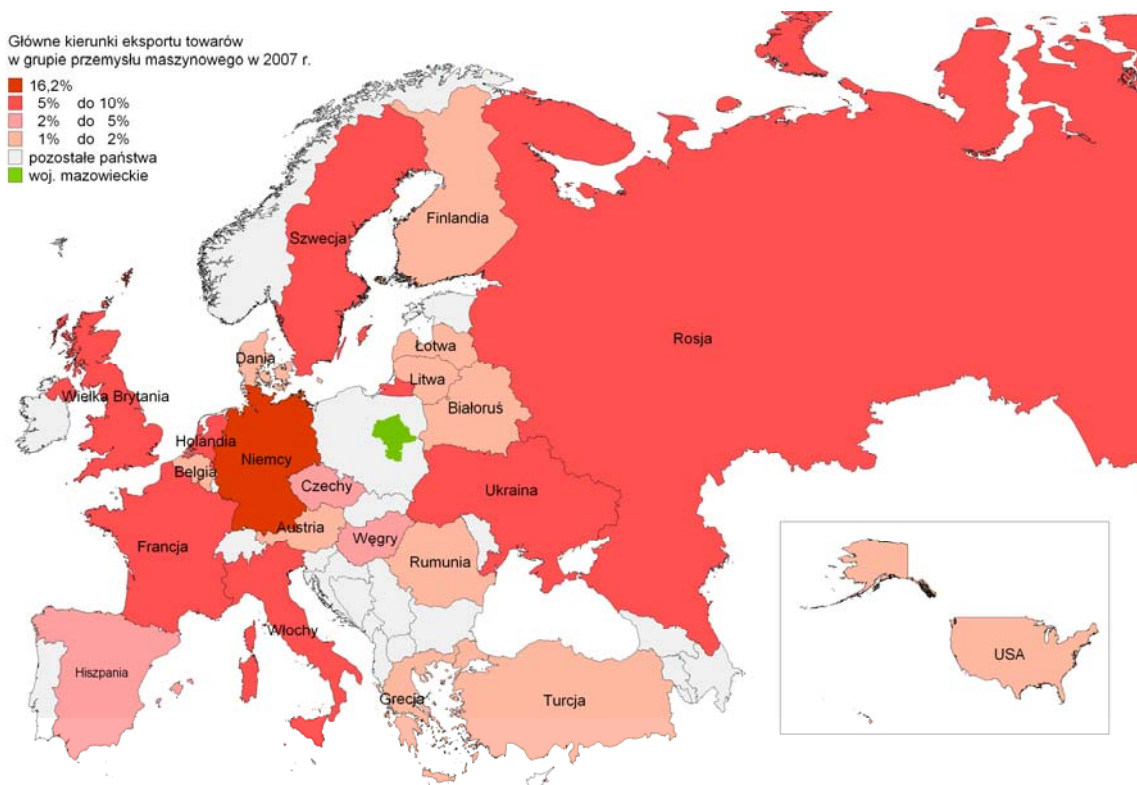 Główne kierunki eksportu towarów
w grupie przemysłu maszynowego w 2007 r.
16,2%
5% do 10%
2% do 5%
1% do 2%
pozostałe państwa
woj. mazowieckie
Finlandia
Szwecja
Rosja
Łotwa
Dania
Litwa
Wielka Brytania
Białoruś
Holandia
Niemcy
Belgia
Czechy
Ukraina
Austria
Francja
Węgry
Rumunia
Włochy
USA
Hiszpania
Grecja
Turcja